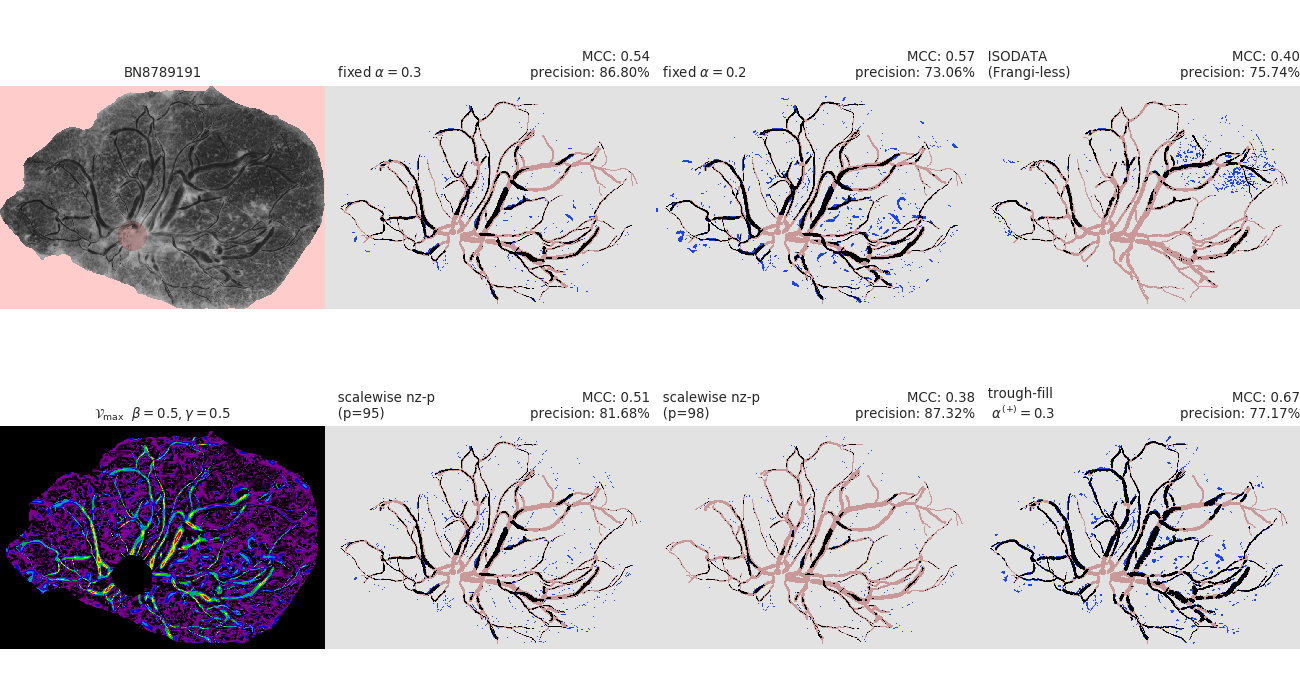 BN8789191
fixed α = 0.3
MCC: 0.54
precision: 86.80%
fixed α = 0.2
MCC: 0.57
precision: 73.06%
ISODATA
(Frangi-less)
MCC: 0.40
precision: 75.74%
𝒱max β = 0.5, γ = 0.5
scalewise nz-p
(p=95)
MCC: 0.51
precision: 81.68%
scalewise nz-p
(p=98)
MCC: 0.38
precision: 87.32%
trough-fill
α(+) = 0.3
MCC: 0.67
precision: 77.17%